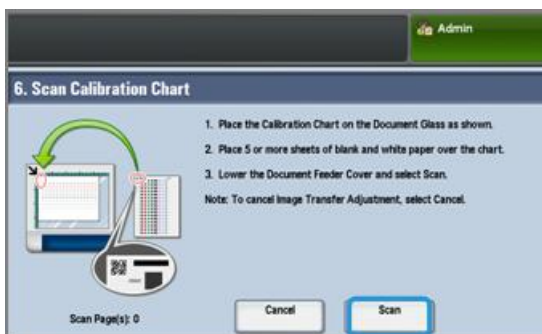 Admin
6. Scan Calibration Chart
1. Place the Calibration Chart on the Document Glass as shown.
2. Place 5 or more sheets of blank and white paper over the chart.
3. Lower the Document Feeder Cover and select Scan.
Note: To cancel Image Transfer Adjustment, select Cancel.
Scan Page(s): 0
Cancel
Scan